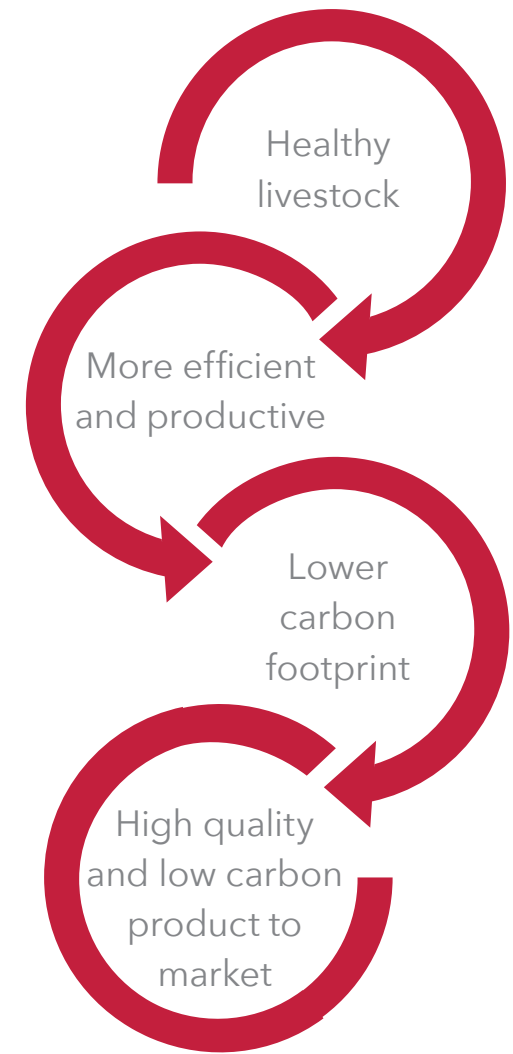 Healthy
livestock
More efficient
and productive
Lower
carbon
footprint
High quality
and low carbon
product to
market